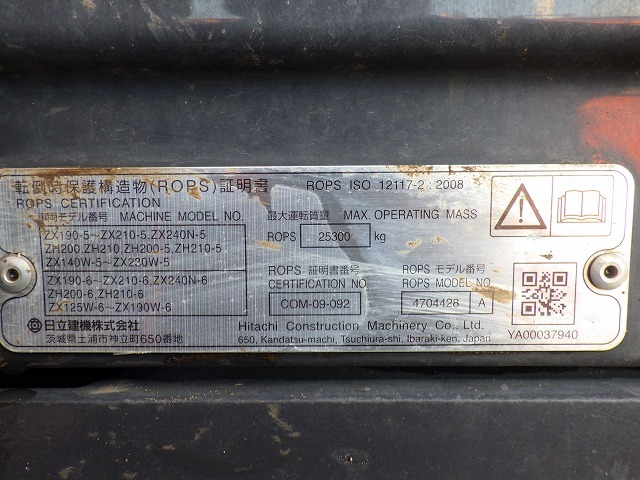 転倒時保護構造物(ROPS)証明書 ROPS ISO 12117-2 : 2008
ROPS CERTIFICATION
車両モデル番号 MACHINE MODEL NO.
ZX190-5~ZX210-5,ZX240N-5
ZH200,ZH210,ZH200-5,ZH210-5
ZX140W-5~ZX230W-5
ZX190-6~ZX210-6,ZX240N-6
ZH200-6,ZH210-6
ZX125W-6~ZX190W-6
最大運転質量 MAX. OPERATING MASS
ROPS 25300 kg
ROPS 証明書番号
CERTIFICATION NO.
COM-09-092
ROPS モデル番号
ROPS MODEL NO.
4704428 A
日立建機株式会社 Hitachi Construction Machinery Co., Ltd.
茨城県土浦市神立町650番地 650, Kandatsu-machi, Tsuchiura-shi, Ibaraki-ken, Japan
YA00037940